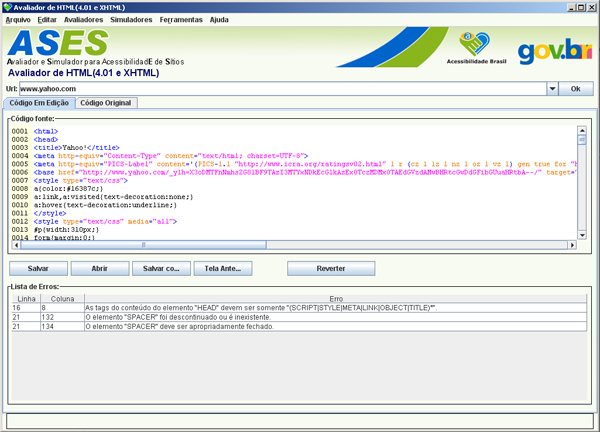 Avaliador de HTML(4.01 e XHTML)
Arquivo Editar Avaliadores Simuladores Ferramentas Ajuda
ASES
Avaliador e Simulador para AcessibilidadE de Sítios
Avaliador de HTML(4.01 e XHTML)
Acessibilidade Brasil
gov.br
Url: www.yahoo.com Ok
Código Em Edição Código Original
Código fonte:
0001 <html>
0002 <head>
0003 <title>Yahoo!</title>
0004 <meta http-equiv="Content-Type" content="text/html; charset=UTF-8">
0005 <meta http-equiv="PICS-Label" content='(PICS-1.1 "http://www.icra.org/ratingsv02.html" l r (cz 1 lz 1 nz 1 oz 1 vz 1) gen true for "h
0006 <base href="http://www.yahoo.com/ target="
0007 <style type="text/css">
0008 a{color:#16387c;}
0009 a:link,a:visited{text-decoration:none;}
0010 a:hover{text-decoration:underline;}
0011 </style>
0012 <style type="text/css" media="all">
0013 #p{width:310px;}
0014 form{margin:0;}
Salvar Abrir Salvar co... Tela Ante... Reverter
Lista de Erros:
Linha Coluna Erro
16 8 As tags do conteúdo do elemento "HEAD" devem ser somente "(SCRIPT|STYLE|META|LINK|OBJECT|TITLE)*".
21 132 O elemento "SPACER" foi descontinuado ou é inexistente.
21 134 O elemento "SPACER" deve ser apropriadamente fechado.